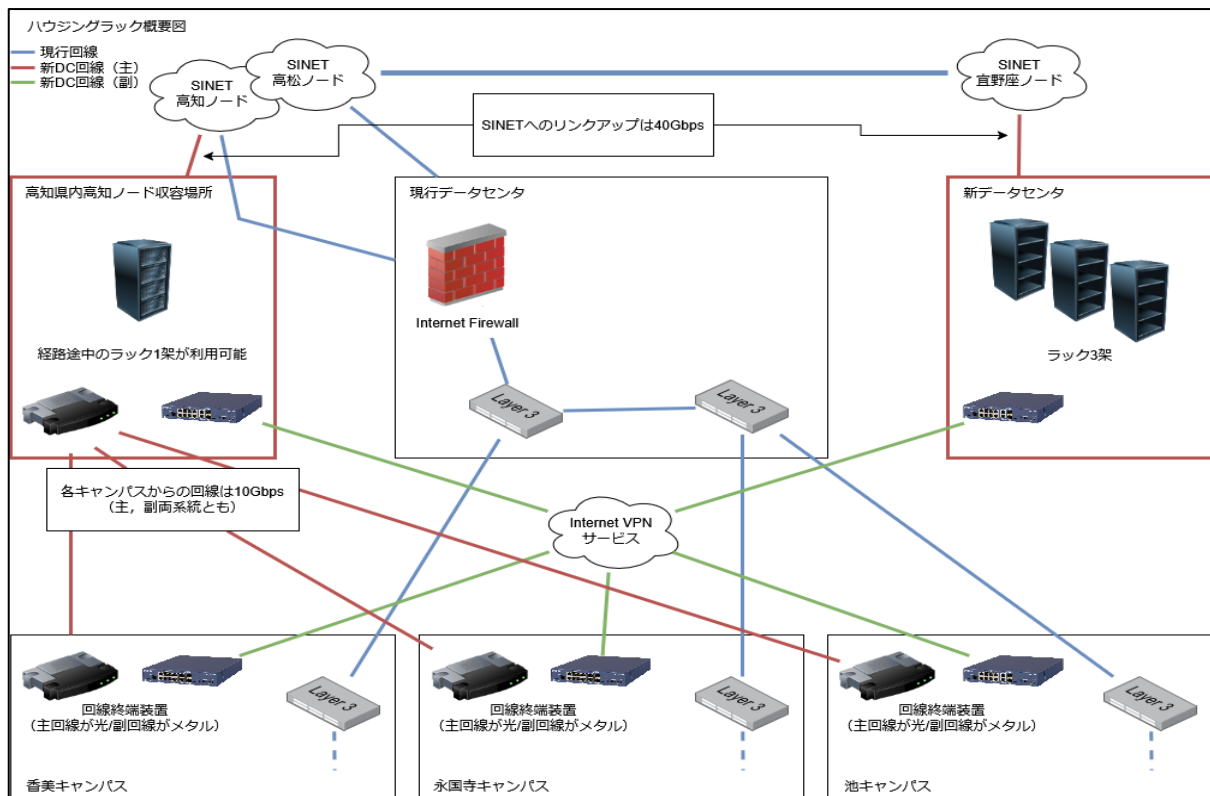 ハウジングラック概要図
現行回線
新DC回線（主）
新DC回線（副）
SINET
高知ノード
SINET
高松ノード
SINET
宜野座ノード
SINETへのリンクアップは40Gbps
高知県内高知ノード収容場所
現行データセンタ
新データセンタ
Internet Firewall
経路途中のラック1架が利用可能
ラック3架
Layer 3
Layer 3
各キャンパスからの回線は10Gbps
（主，副両系統とも）
Internet VPN
サービス
Layer 3
回線終端装置
(主回線が光/副回線がメタル)
香美キャンパス
Layer 3
回線終端装置
(主回線が光/副回線がメタル)
永国寺キャンパス
Layer 3
回線終端装置
(主回線が光/副回線がメタル)
池キャンパス